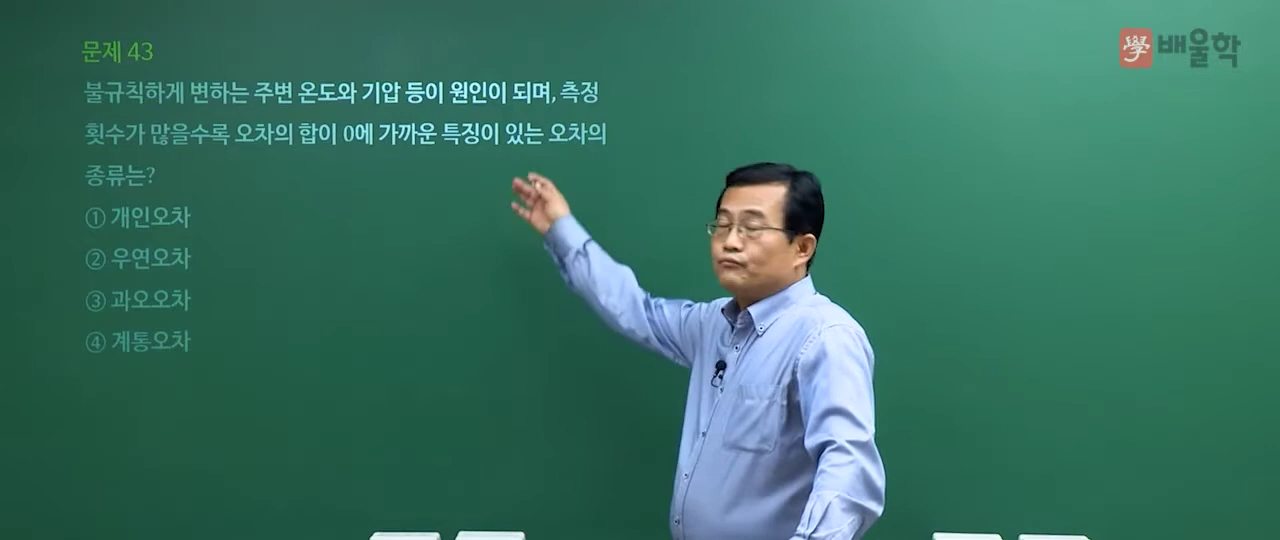 문제 43
學 배울학
불규칙하게 변하는 주변 온도와 기압 등이 원인이 되며, 측정
횟수가 많을수록 오차의 합이 0에 가까운 특징이 있는 오차의
종류는?
① 개인오차
② 우연오차
③ 과오오차
④ 계통오차